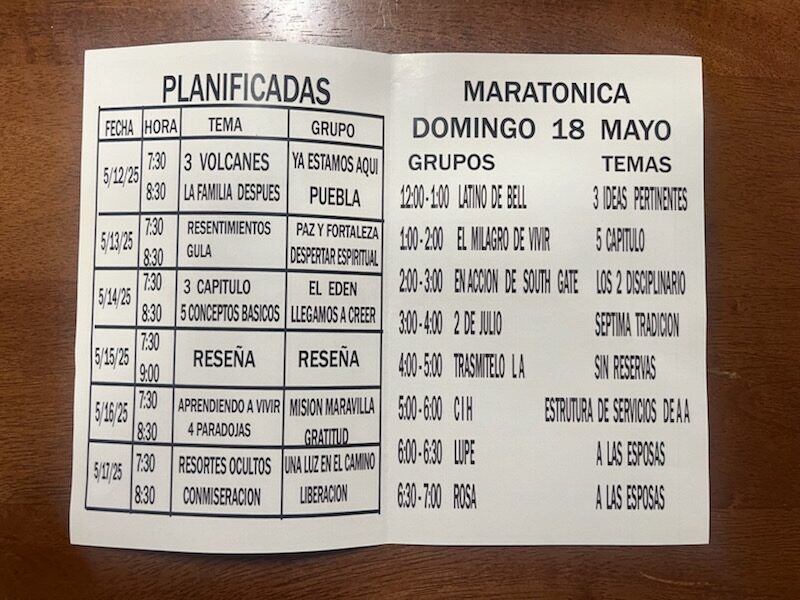 PLANIFICADAS
FECHA HORA TEMA GRUPO
5/12/25 7:30 3 VOLCANES YA ESTAMOS AQUI
8:30 LA FAMILIA DESPUES PUEBLA
5/13/25 7:30 RESENTIMIENTOS PAZ Y FORTALEZA
8:30 GULA DESPERTAR ESPIRITUAL
5/14/25 7:30 3 CAPITULO EL EDEN
8:30 5 CONCEPTOS BASICOS LLEGAMOS A CREER
5/15/25 7:30 RESEÑA RESEÑA
9:00
5/16/25 7:30 APRENDIENDO A VIVIR MISION MARAVILLA
8:30 4 PARADOJAS GRATITUD
5/17/25 7:30 RESORTES OCULTOS UNA LUZ EN EL CAMINO
8:30 CONMISERACION LIBERACION
MARATONICA
DOMINGO 18 MAYO
GRUPOS TEMAS
12:00-1:00 LATINO DE BELL 3 IDEAS PERTINENTES
1:00-2:00 EL MILAGRO DE VIVIR 5 CAPITULO
2:00-3:00 EN ACCION DE SOUTH GATE LOS 2 DISCIPLINARIO
3:00-4:00 2 DE JULIO SEPTIMA TRADICION
4:00-5:00 TRASMITELO L A SIN RESERVAS
5:00-6:00 C I H ESTRUTURA DE SERVICIOS DE A A
6:00-6:30 LUPE A LAS ESPOSAS
6:30-7:00 ROSA A LAS ESPOSAS